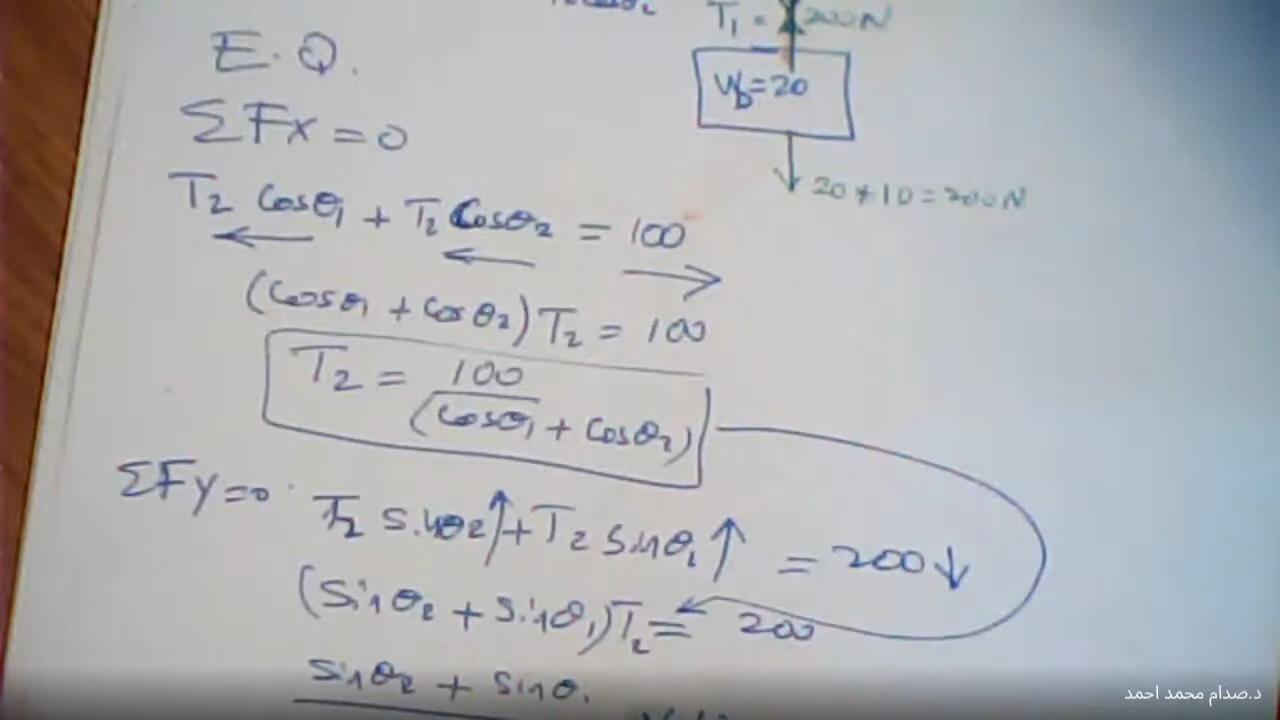 T₁ = 200N
E.Q.
Wb=20
ΣFx = 0
20 * 10 = 200N
T₂ Cosθ₁ + T₂ Cosθ₂ = 100
(Cosθ₁ + cosθ₂) T₂ = 100
T₂ = 100
(Cosθ₁ + Cosθ₂)
ΣFy=0 T₂ sinθ₂ ↑ + T₂ sinθ₁ ↑ = 200 ↓
(Sinθ₂ + sinθ₁)T₂ = 200
sinθ₂ + sinθ₁
د.صدام محمد احمد